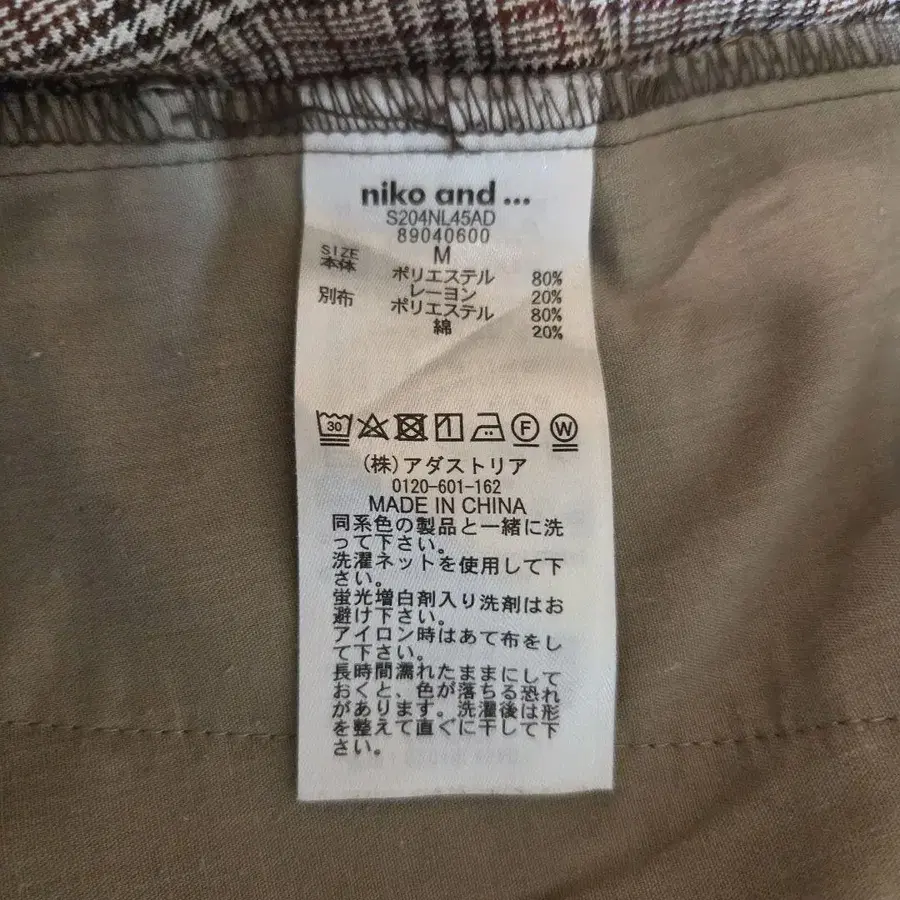 niko and ...
S204NL45AD
89040600
SIZE M
本体 ポリエステル 80%
レーヨン 20%
別布 ポリエステル 80%
綿 20%
30 F W
(株)アダストリア
0120-601-162
MADE IN CHINA
同系色の製品と一緒に洗
って下さい。
洗濯ネットを使用して下
さい。
蛍光増白剤入り洗剤はお
避け下さい。
アイロン時はあて布をし
て下さい。
長時間濡れたままにして
おくと、色が落ちる恐れ
があります。洗濯後は形
を整えて直ぐに干して下
さい。